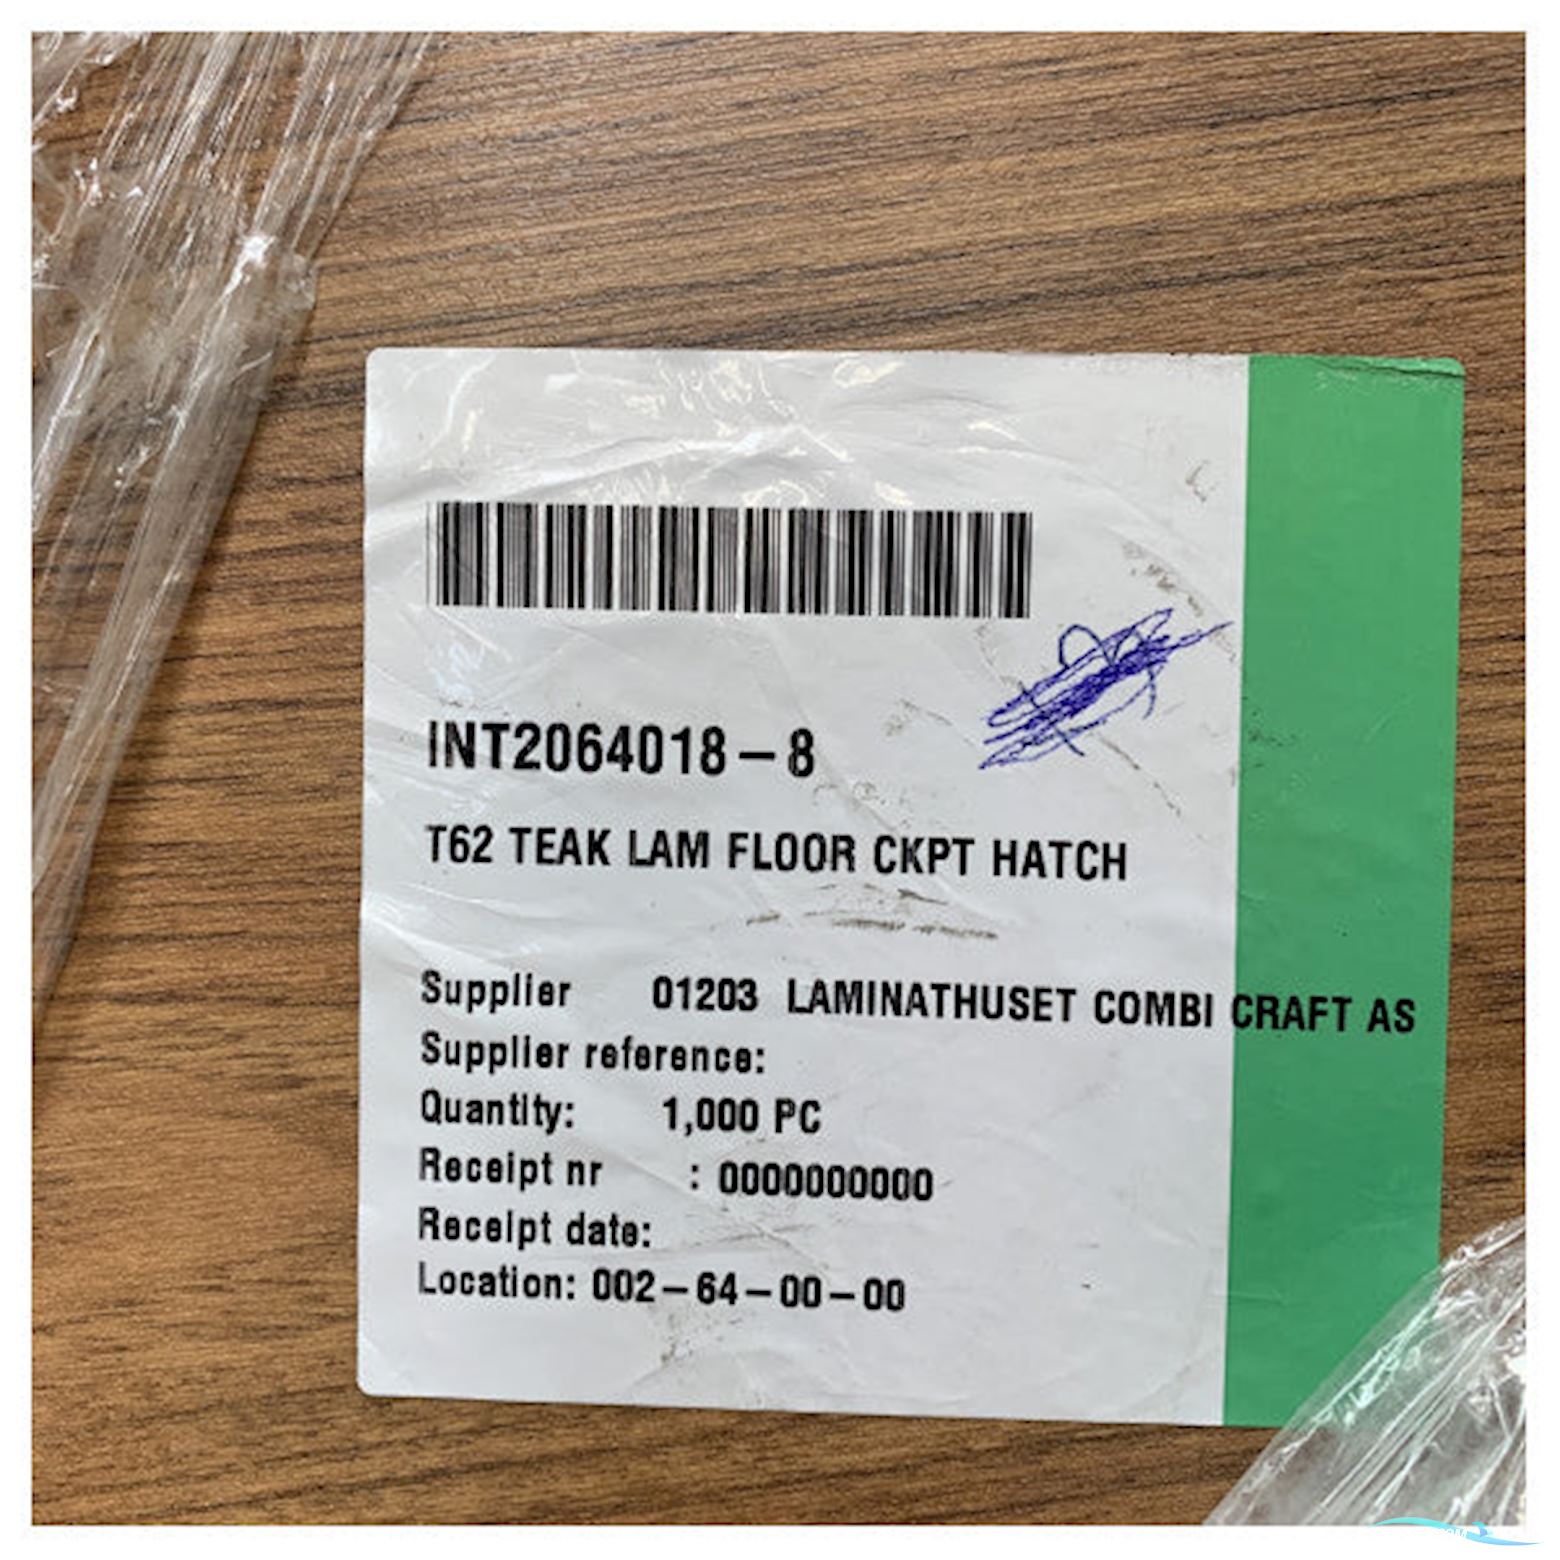 INT2064018-8
T62 TEAK LAM FLOOR CKPT HATCH
Supplier 01203 LAMINATHUSET COMBI CRAFT AS
Supplier reference:
Quantity: 1,000 PC
Receipt nr : 0000000000
Receipt date:
Location: 002-64-00-00